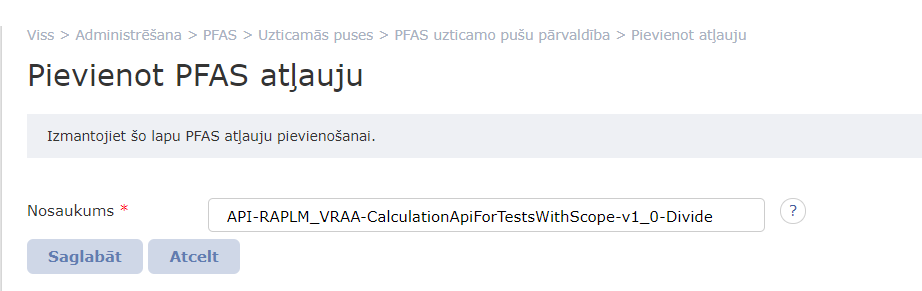 Viss > Administrēšana > PFAS > Uzticamās puses > PFAS uzticamo pušu pārvaldība > Pievienot atļauju
Pievienot PFAS atļauju
Izmantojiet šo lapu PFAS atļauju pievienošanai.
Nosaukums * API-RAPLM_VRAA-CalculationApiForTestsWithScope-v1_0-Divide ?
Saglabāt Atcelt